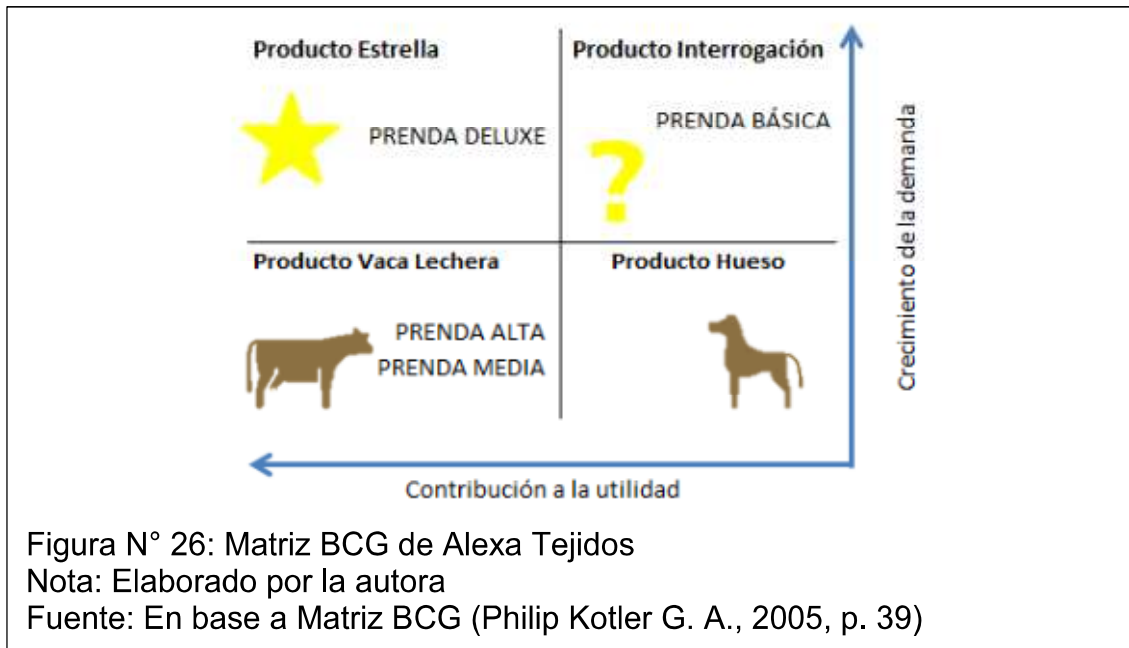 Producto Estrella
Producto Interrogación
PRENDA DELUXE
PRENDA BÁSICA
?
Producto Vaca Lechera
Producto Hueso
PRENDA ALTA
PRENDA MEDIA
Crecimiento de la demanda
Contribución a la utilidad
Figura N° 26: Matriz BCG de Alexa Tejidos
Nota: Elaborado por la autora
Fuente: En base a Matriz BCG (Philip Kotler G. A., 2005, p. 39)